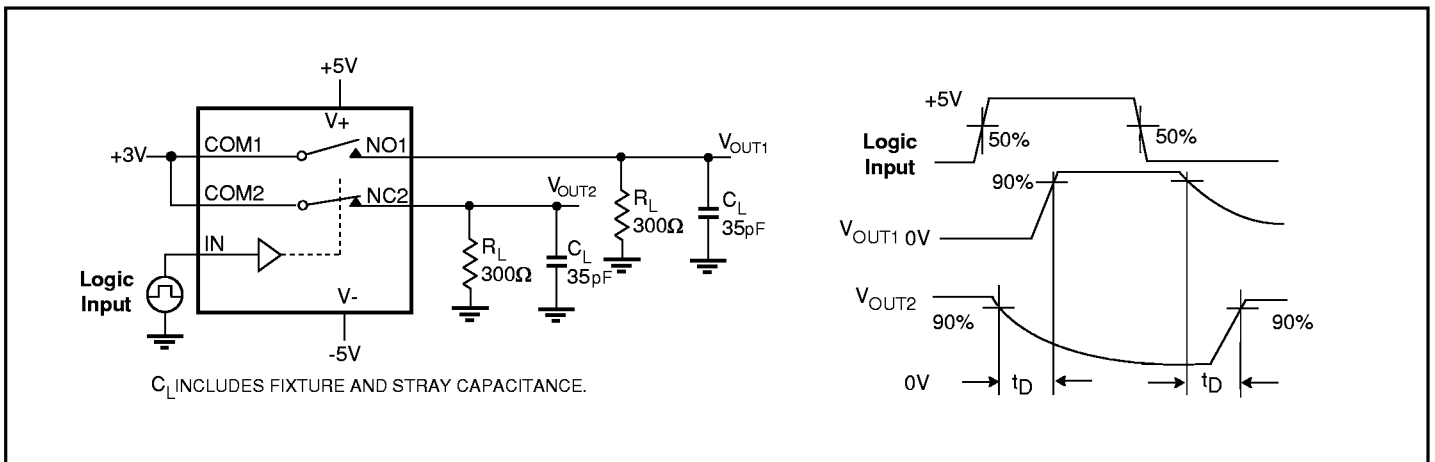 +5V
V+
+3V
COM1
NO1
VOUT1
COM2
NC2
VOUT2
RL
300Ω
CL
35pF
IN
RL
300Ω
CL
35pF
Logic
Input
V-
-5V
CL INCLUDES FIXTURE AND STRAY CAPACITANCE.
+5V
Logic
Input
50%
50%
90%
VOUT1 0V
VOUT2
90%
90%
0V
tD
tD